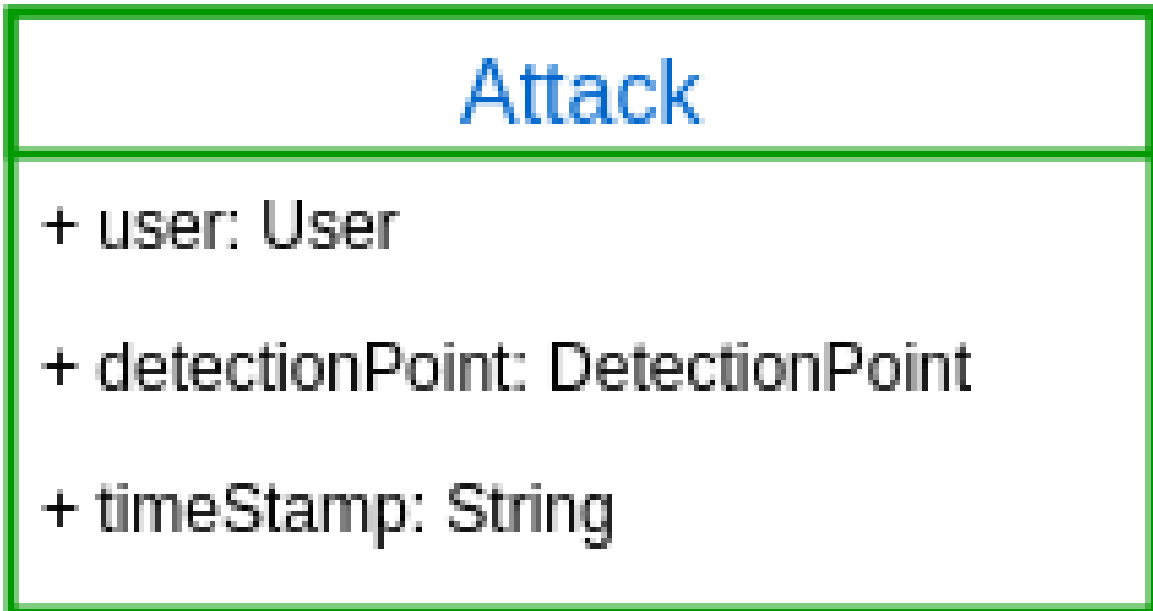 Attack
+ user: User
+ detectionPoint: DetectionPoint
+ timeStamp: String